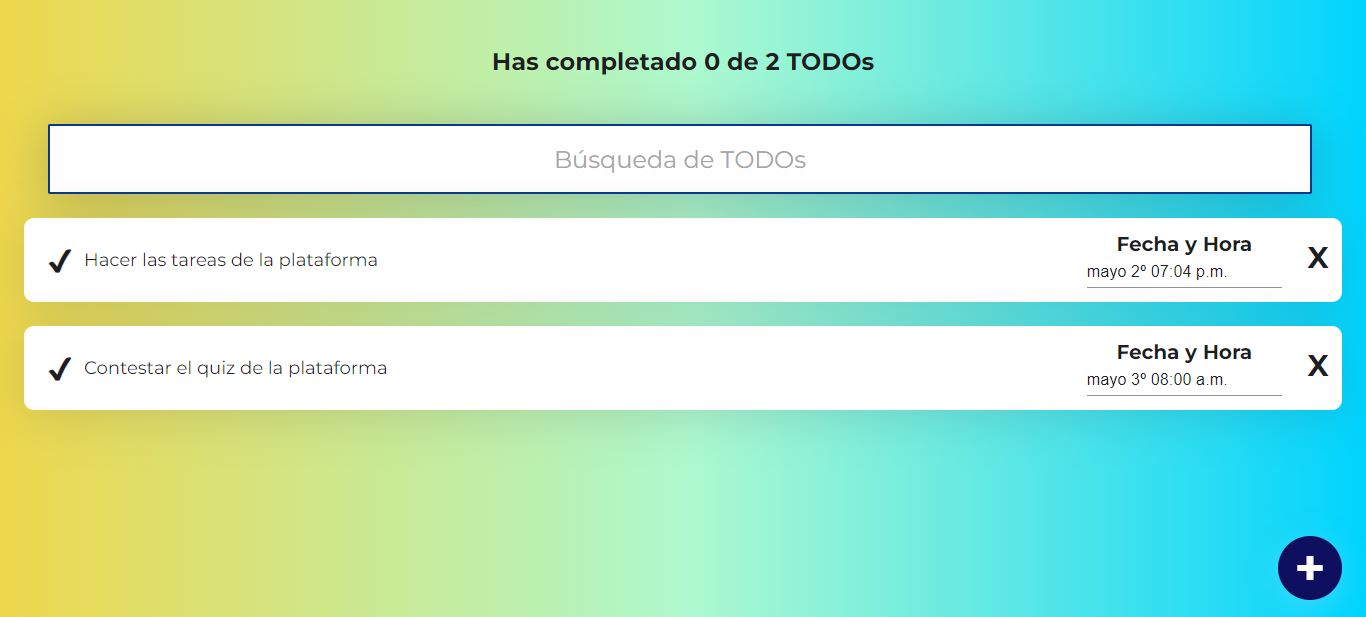 Has completado 0 de 2 TODOs
Búsqueda de TODOs
Hacer las tareas de la plataforma
Fecha y Hora
mayo 2º 07:04 p.m.
X
Contestar el quiz de la plataforma
Fecha y Hora
mayo 3º 08:00 a.m.
X